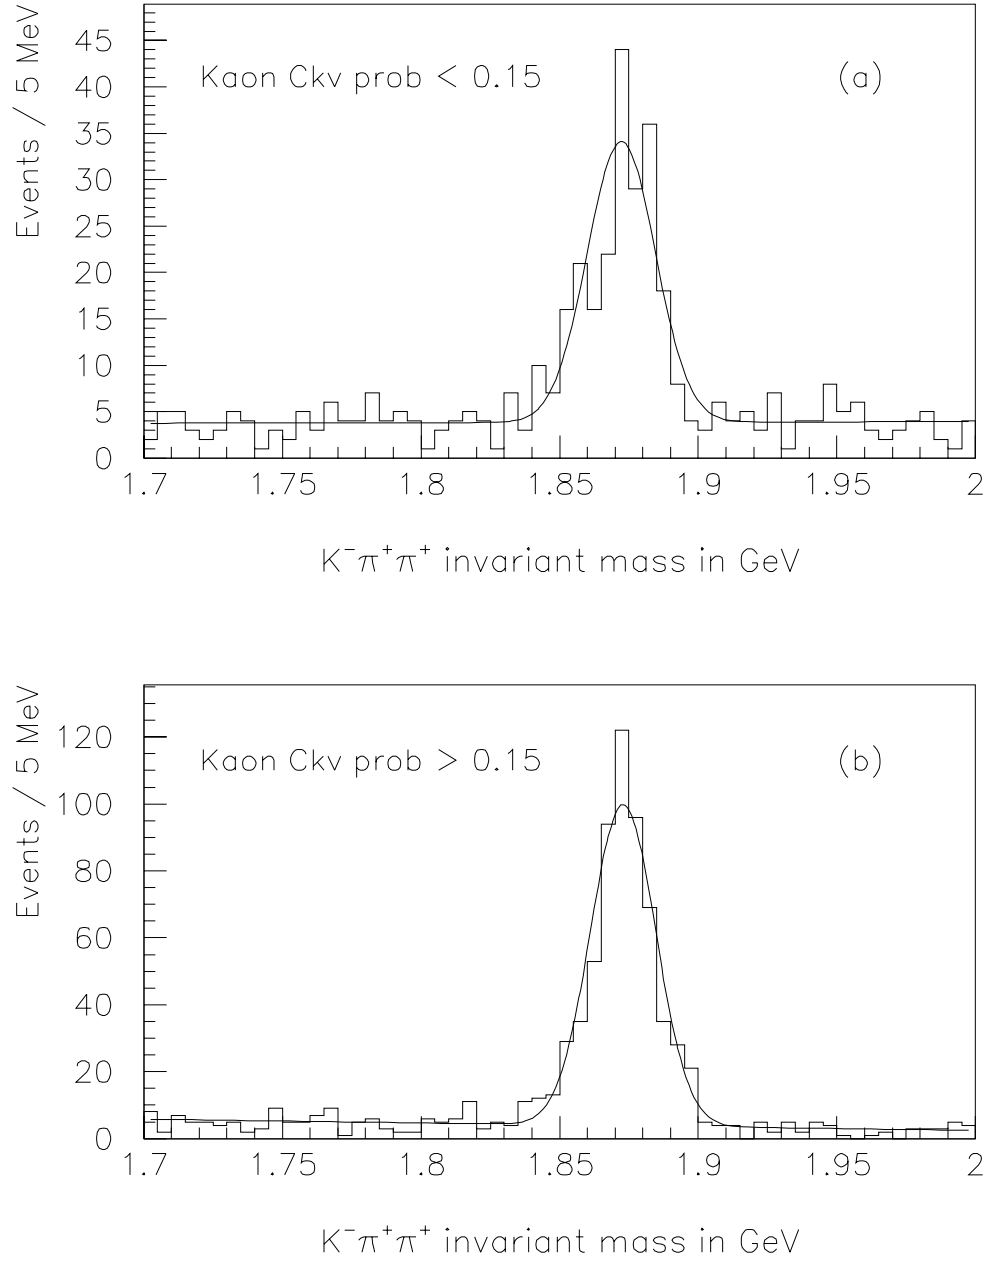 Events / 5 MeV
45
40
35
30
25
20
15
10
5
0
Kaon Ckv prob < 0.15
(a)
1.7 1.75 1.8 1.85 1.9 1.95 2
K⁻π⁺π⁺ invariant mass in GeV
Events / 5 MeV
120
100
80
60
40
20
0
Kaon Ckv prob > 0.15
(b)
1.7 1.75 1.8 1.85 1.9 1.95 2
K⁻π⁺π⁺ invariant mass in GeV